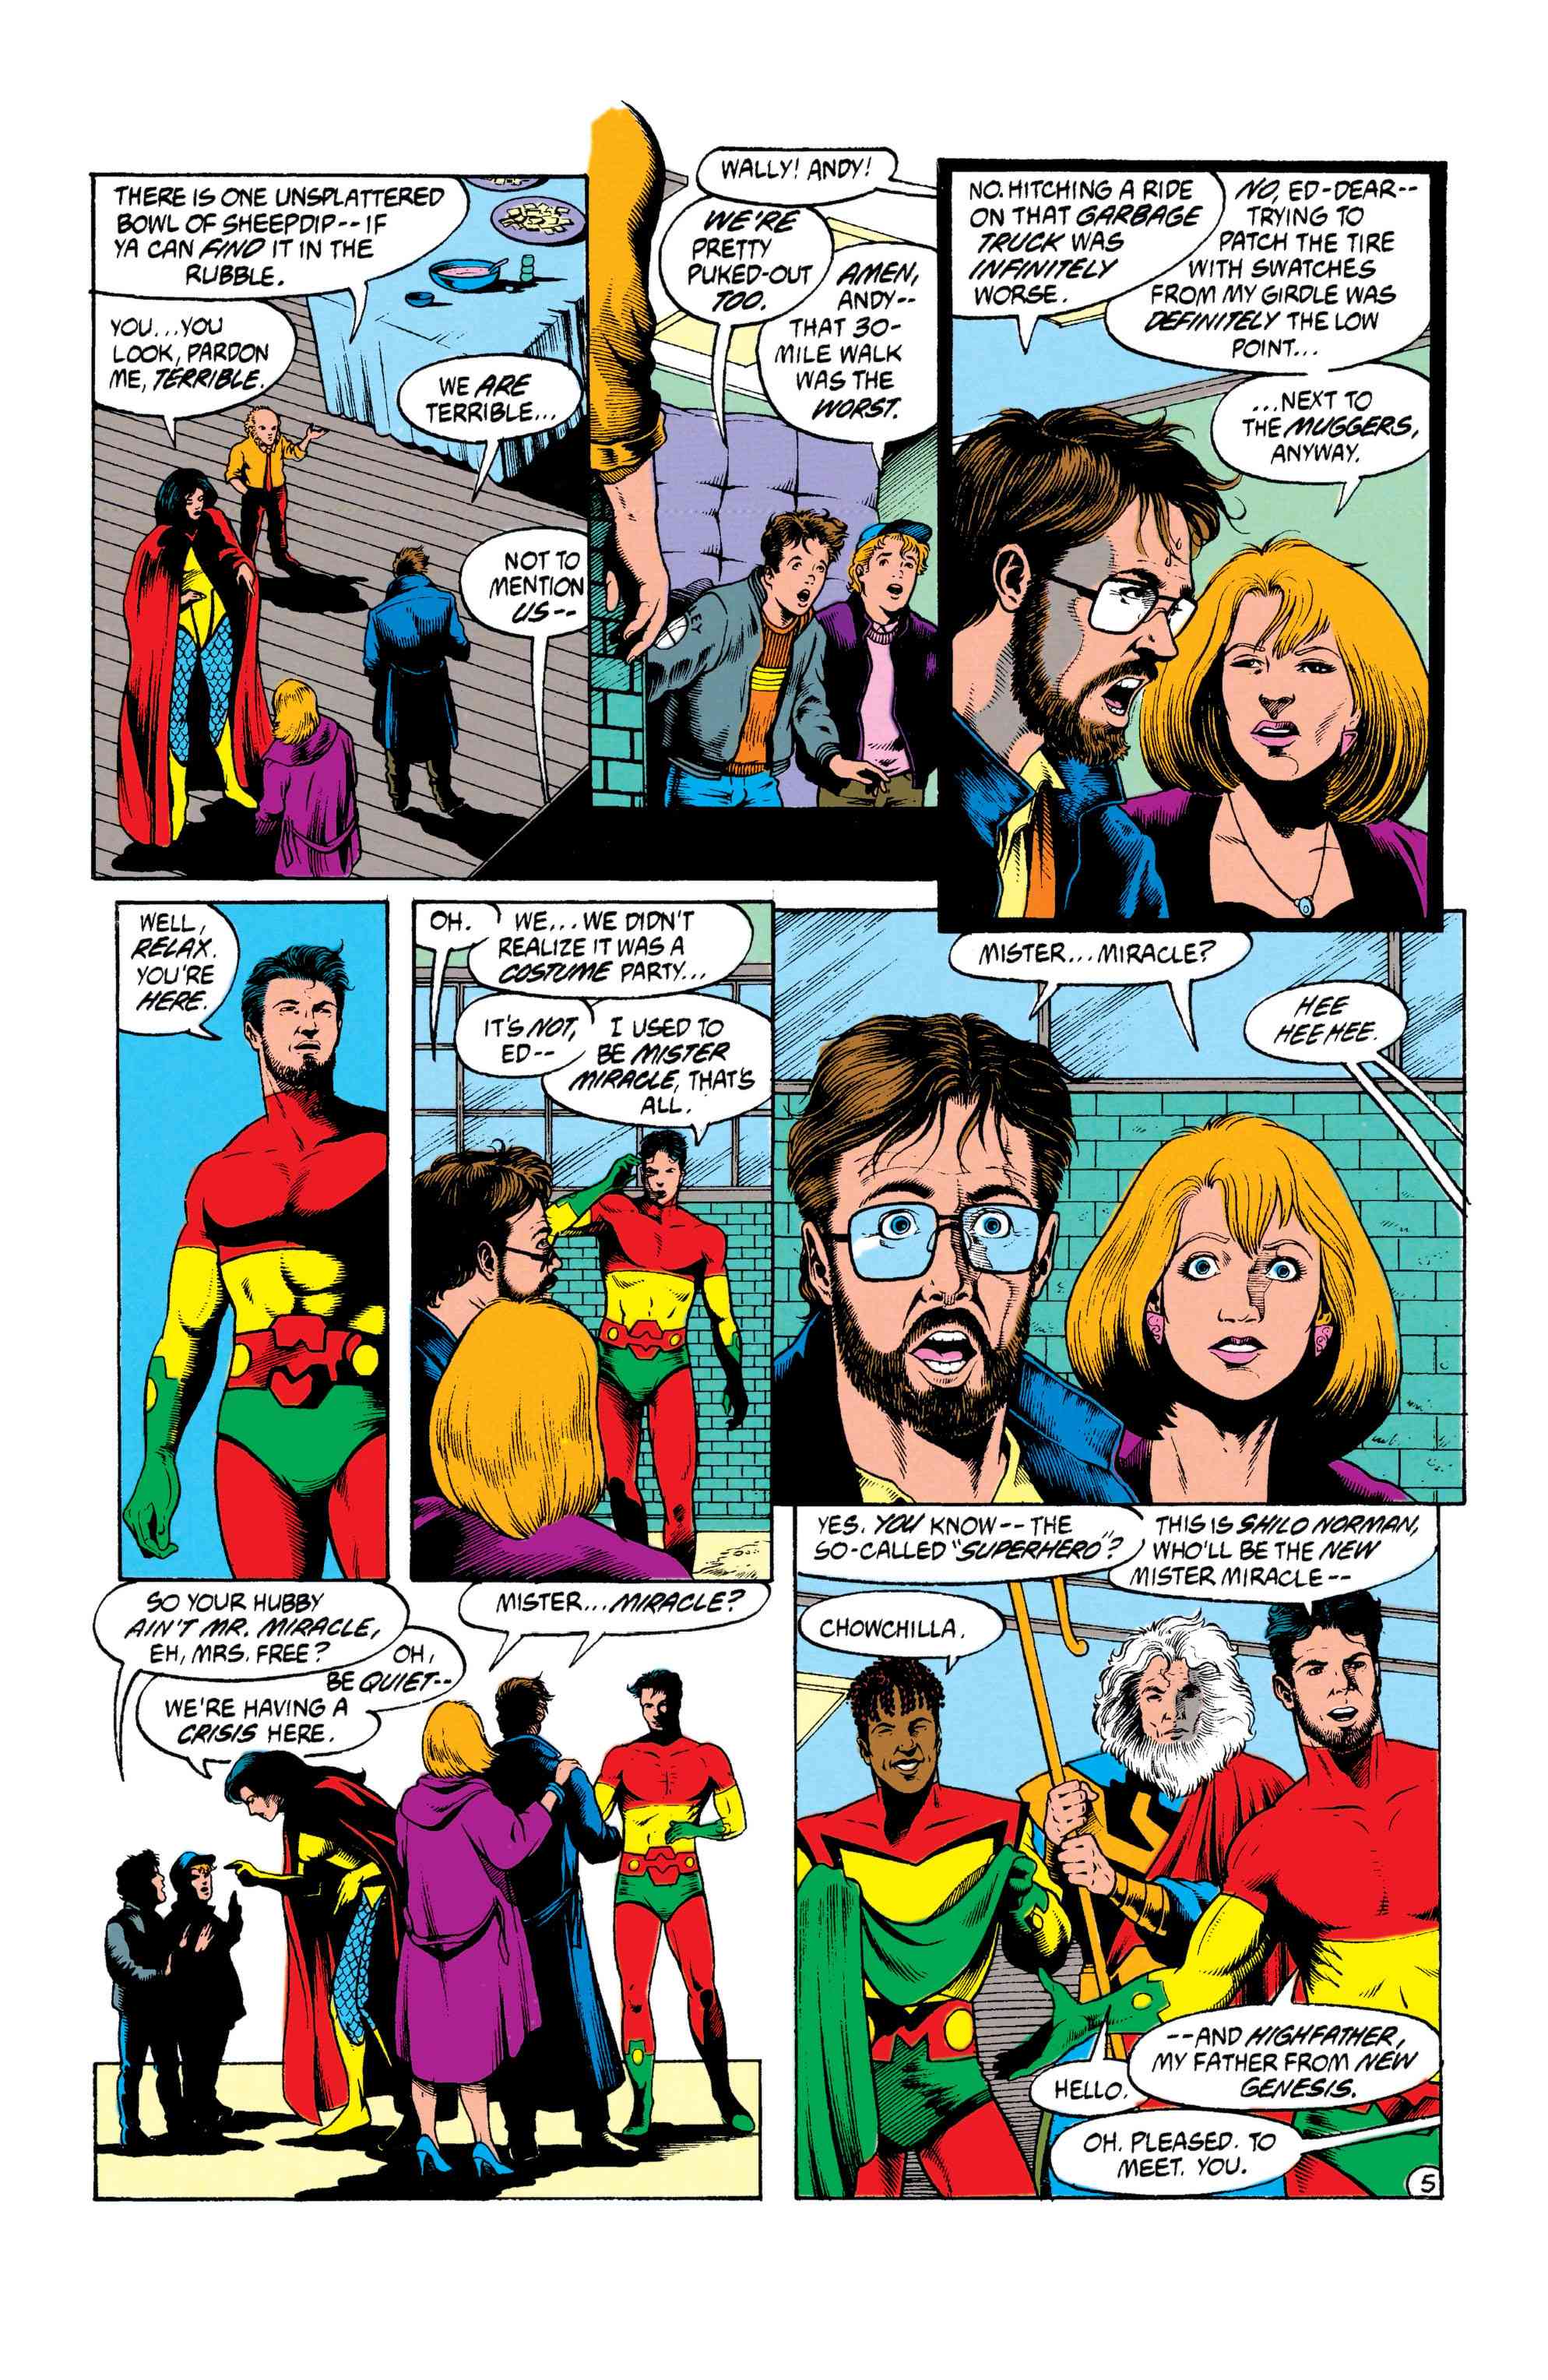 THERE IS ONE UNSPLATTERED
BOWL OF SHEEPDIP--IF
YA CAN FIND IT IN THE
RUBBLE.
YOU...YOU
LOOK, PARDON
ME, TERRIBLE.
WE ARE
TERRIBLE...
NOT TO
MENTION
US--
WALLY! ANDY!
WE'RE
PRETTY
PUKED-OUT
TOO.
AMEN,
ANDY--
THAT 30-
MILE WALK
WAS THE
WORST.
NO. HITCHING A RIDE
ON THAT GARBAGE
TRUCK WAS
INFINITELY
WORSE.
NO, ED-DEAR--
TRYING TO
PATCH THE TIRE
WITH SWATCHES
FROM MY GIRDLE WAS
DEFINITELY THE LOW
POINT...
...NEXT TO
THE MUGGERS,
ANYWAY.
WELL,
RELAX.
YOU'RE
HERE.
OH.
WE... WE DIDN'T
REALIZE IT WAS A
COSTUME PARTY...
IT'S NOT,
ED--
I USED TO
BE MISTER
MIRACLE, THAT'S
ALL.
MISTER...MIRACLE?
HEE
HEE HEE.
SO YOUR HUBBY
AIN'T MR. MIRACLE,
EH, MRS. FREE?
OH,
BE QUIET--
WE'RE HAVING A
CRISIS HERE.
MISTER...MIRACLE?
YES. YOU KNOW--THE
SO-CALLED "SUPERHERO"?
THIS IS SHILO NORMAN,
WHO'LL BE THE NEW
MISTER MIRACLE--
CHOWCHILLA.
--AND HIGHFATHER,
MY FATHER FROM NEW
GENESIS.
HELLO.
OH. PLEASED. TO
MEET. YOU.
5